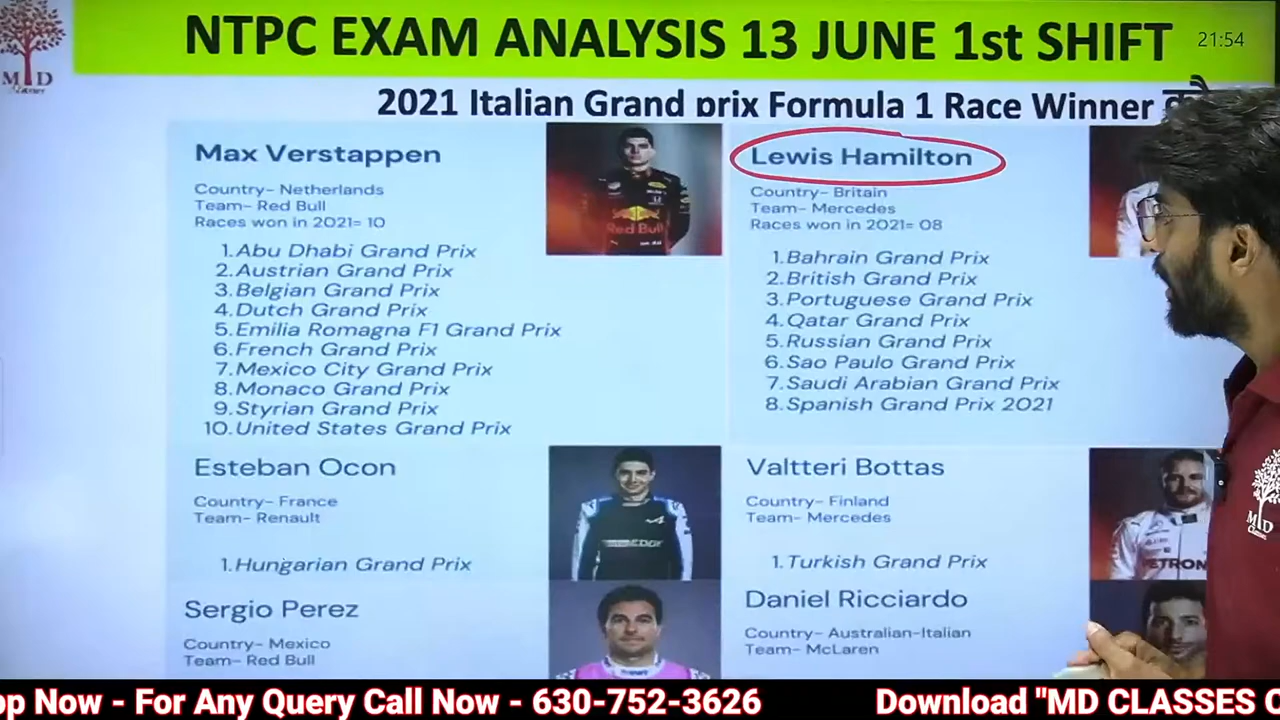 NTPC EXAM ANALYSIS 13 JUNE 1st SHIFT
21:54
MD
Classes
2021 Italian Grand prix Formula 1 Race Winner
Max Verstappen
Country- Netherlands
Team- Red Bull
Races won in 2021= 10
1. Abu Dhabi Grand Prix
2. Austrian Grand Prix
3. Belgian Grand Prix
4. Dutch Grand Prix
5. Emilia Romagna F1 Grand Prix
6. French Grand Prix
7. Mexico City Grand Prix
8. Monaco Grand Prix
9. Styrian Grand Prix
10. United States Grand Prix
Red Bull
Lewis Hamilton
Country- Britain
Team- Mercedes
Races won in 2021= 08
1. Bahrain Grand Prix
2. British Grand Prix
3. Portuguese Grand Prix
4. Qatar Grand Prix
5. Russian Grand Prix
6. Sao Paulo Grand Prix
7. Saudi Arabian Grand Prix
8. Spanish Grand Prix 2021
Esteban Ocon
Country- France
Team- Renault
1. Hungarian Grand Prix
Valtteri Bottas
Country- Finland
Team- Mercedes
1. Turkish Grand Prix
PETRON
Sergio Perez
Country- Mexico
Team- Red Bull
Daniel Ricciardo
Country- Australian-Italian
Team- McLaren
MD
Classes
pp Now - For Any Query Call Now - 630-752-3626
Download "MD CLASSES